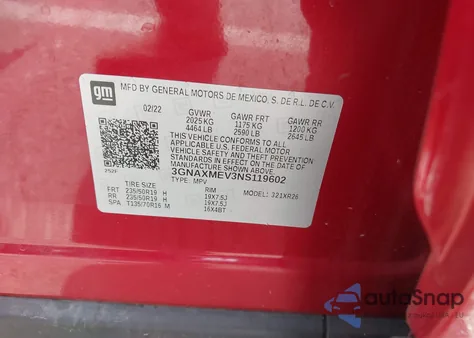 gm
MFD BY GENERAL MOTORS DE MEXICO, S. DE R.L. DE C.V.
02/22 GVWR GAWR FRT GAWR RR
2025 KG 1175 KG 1200 KG
4464 LB 2590 LB 2645 LB
THIS VEHICLE CONFORMS TO ALL
APPLICABLE U.S. FEDERAL MOTOR
VEHICLE SAFETY, BUMPER, AND THEFT
PREVENTION STANDARDS IN EFFECT
ON THE DATE OF MANUFACTURE
SHOWN ABOVE.
3GNAXMEV3NS119602
TYPE: MPV MODEL: 321XR26
TIRE SIZE RIM
FRT 235/50R19 H 19X7.5J
RR 235/50R19 H 19X7.5J
SPA T135/70R16 M 16X4BT
autoSnap